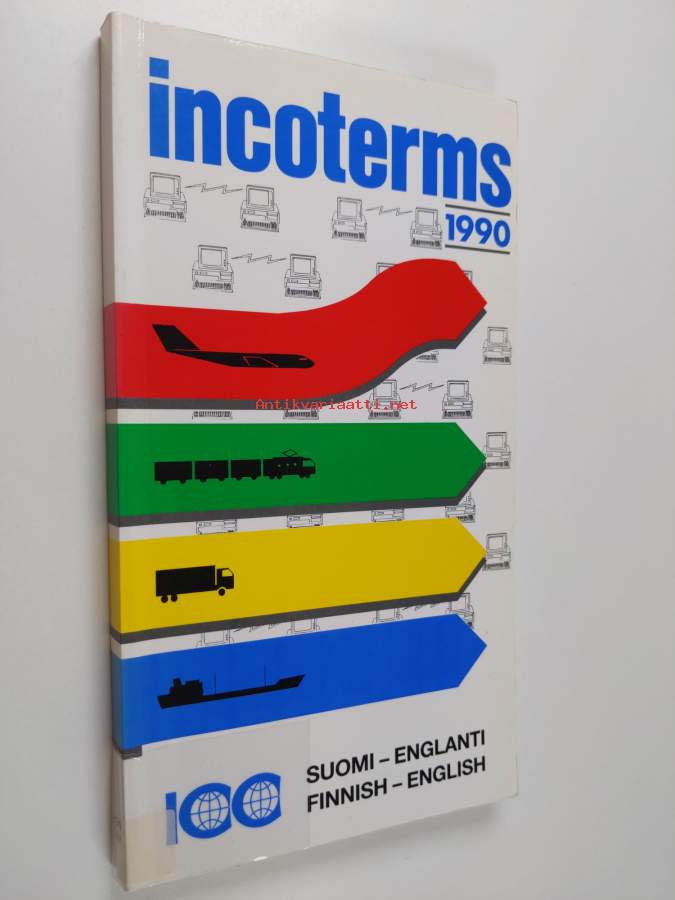 incoterms
1990
Antikvariaatti.net
ICC
SUOMI – ENGLANTI
FINNISH – ENGLISH